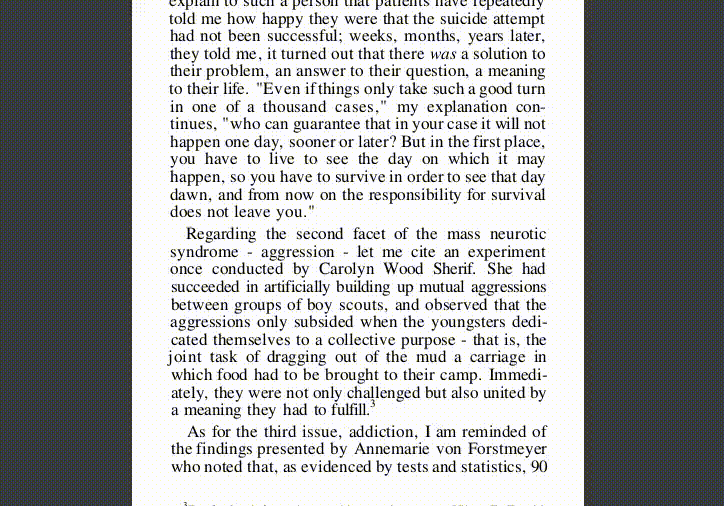 explain to such a person that patients have repeatedly
told me how happy they were that the suicide attempt
had not been successful; weeks, months, years later,
they told me, it turned out that there was a solution to
their problem, an answer to their question, a meaning
to their life. "Even if things only take such a good turn
in one of a thousand cases," my explanation con-
tinues, "who can guarantee that in your case it will not
happen one day, sooner or later? But in the first place,
you have to live to see the day on which it may
happen, so you have to survive in order to see that day
dawn, and from now on the responsibility for survival
does not leave you."
Regarding the second facet of the mass neurotic
syndrome - aggression - let me cite an experiment
once conducted by Carolyn Wood Sherif. She had
succeeded in artificially building up mutual aggressions
between groups of boy scouts, and observed that the
aggressions only subsided when the youngsters dedi-
cated themselves to a collective purpose - that is, the
joint task of dragging out of the mud a carriage in
which food had to be brought to their camp. Immedi-
ately, they were not only challenged but also united by
a meaning they had to fulfill.3
As for the third issue, addiction, I am reminded of
the findings presented by Annemarie von Forstmeyer
who noted that, as evidenced by tests and statistics, 90